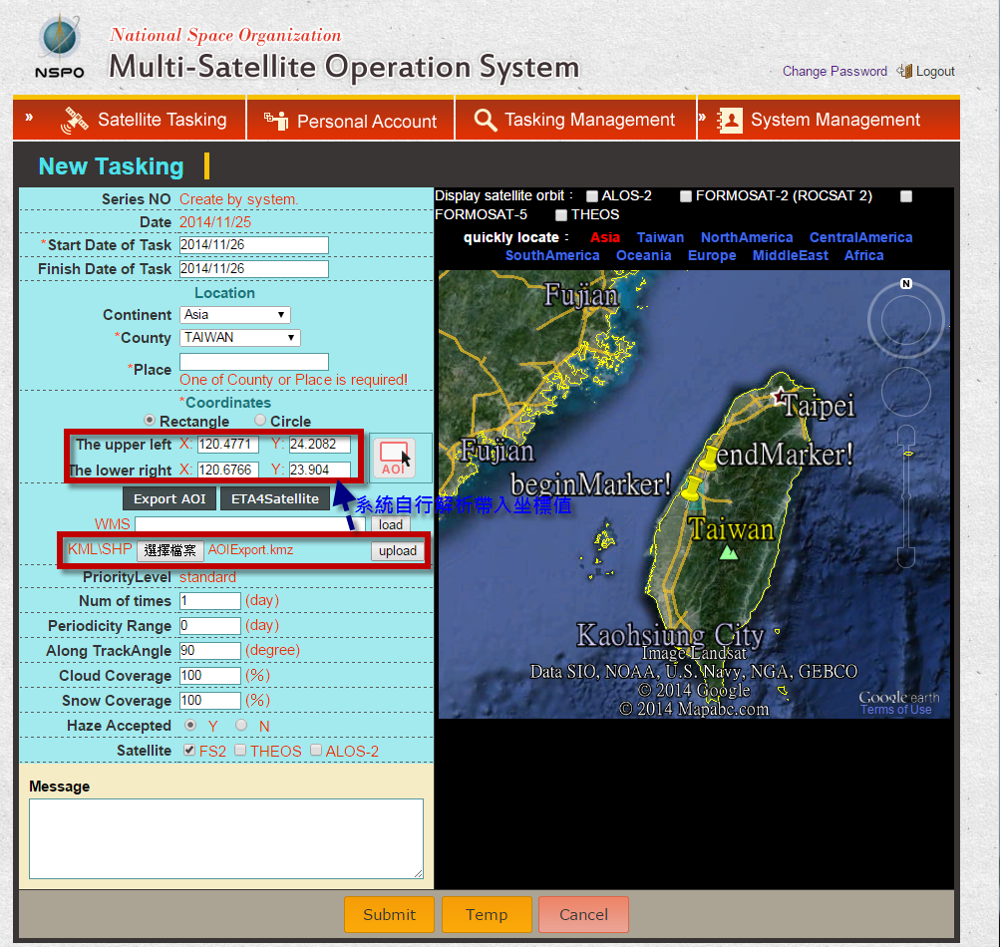 National Space Organization
NSPO
Multi-Satellite Operation System
Change Password Logout
» Satellite Tasking Personal Account Tasking Management » System Management
New Tasking
Series NO Create by system.
Date 2014/11/25
*Start Date of Task 2014/11/26
Finish Date of Task 2014/11/26
Location
Continent Asia
*County TAIWAN
*Place
One of County or Place is required!
*Coordinates
Rectangle Circle
The upper left X: 120.4771 Y: 24.2082
The lower right X: 120.6766 Y: 23.904
AOI
Export AOI ETA4Satellite
系統自行解析帶入坐標值
WMS load
KML\SHP 選擇檔案 AOIExport.kmz upload
PriorityLevel standard
Num of times 1 (day)
Periodicity Range 0 (day)
Along TrackAngle 90 (degree)
Cloud Coverage 100 (%)
Snow Coverage 100 (%)
Haze Accepted Y N
Satellite FS2 THEOS ALOS-2
Message
Display satellite orbit： ALOS-2 FORMOSAT-2 (ROCSAT 2)
FORMOSAT-5 THEOS
quickly locate： Asia Taiwan NorthAmerica CentralAmerica
SouthAmerica Oceania Europe MiddleEast Africa
N
Fujian
Taipei
Fujian
endMarker!
beginMarker!
Taiwan
Kaohsiung City
Image Landsat
Data SIO, NOAA, U.S. Navy, NGA, GEBCO
© 2014 Google
© 2014 Mapabc.com
Google earth
Terms of Use
Submit Temp Cancel